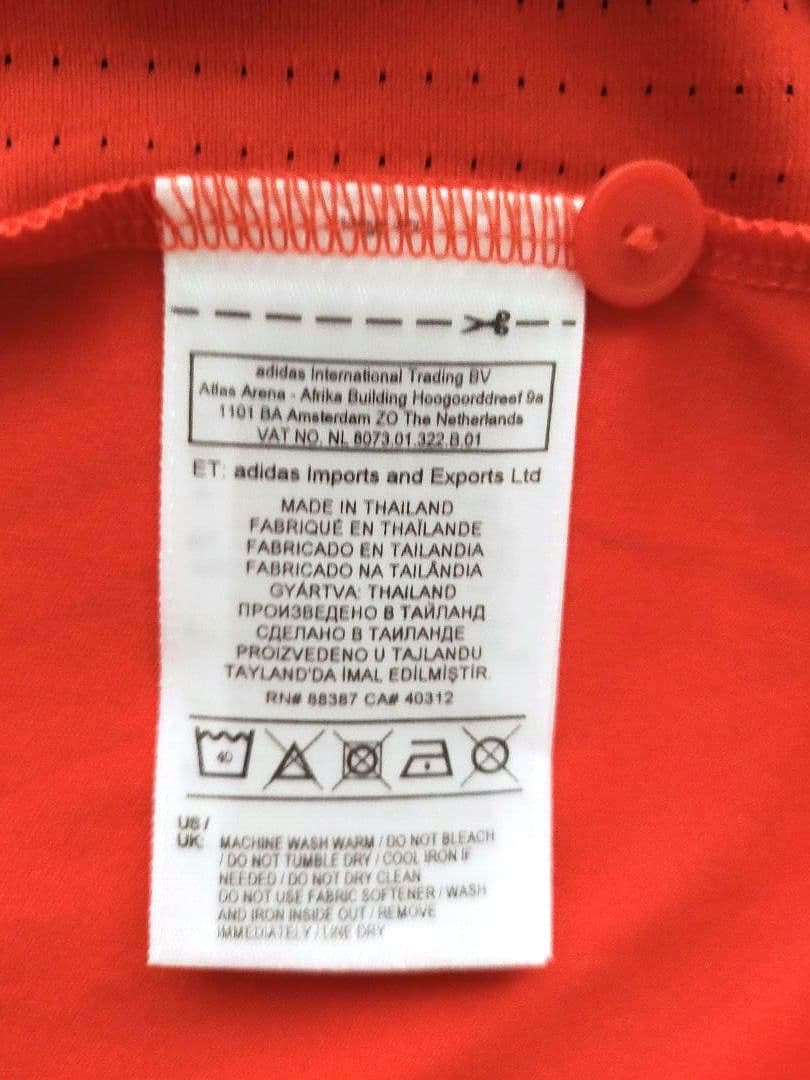 adidas International Trading BV
Atlas Arena - Afrika Building Hoogoorddreef 9a
1101 BA Amsterdam ZO The Netherlands
VAT NO. NL 8073.01.322.B.01
ET: adidas Imports and Exports Ltd
MADE IN THAILAND
FABRIQUÉ EN THAÏLANDE
FABRICADO EN TAILANDIA
FABRICADO NA TAILÂNDIA
GYÁRTVA: THAILAND
ПРОИЗВЕДЕНО В ТАЙЛАНД
СДЕЛАНО В ТАИЛАНДЕ
PROIZVEDENO U TAJLANDU
TAYLAND'DA İMAL EDİLMİŞTİR.
RN# 88387 CA# 40312
40
US /
UK: MACHINE WASH WARM / DO NOT BLEACH
/ DO NOT TUMBLE DRY / COOL IRON IF
NEEDED / DO NOT DRY CLEAN
DO NOT USE FABRIC SOFTENER / WASH
AND IRON INSIDE OUT / REMOVE
IMMEDIATELY / LINE DRY